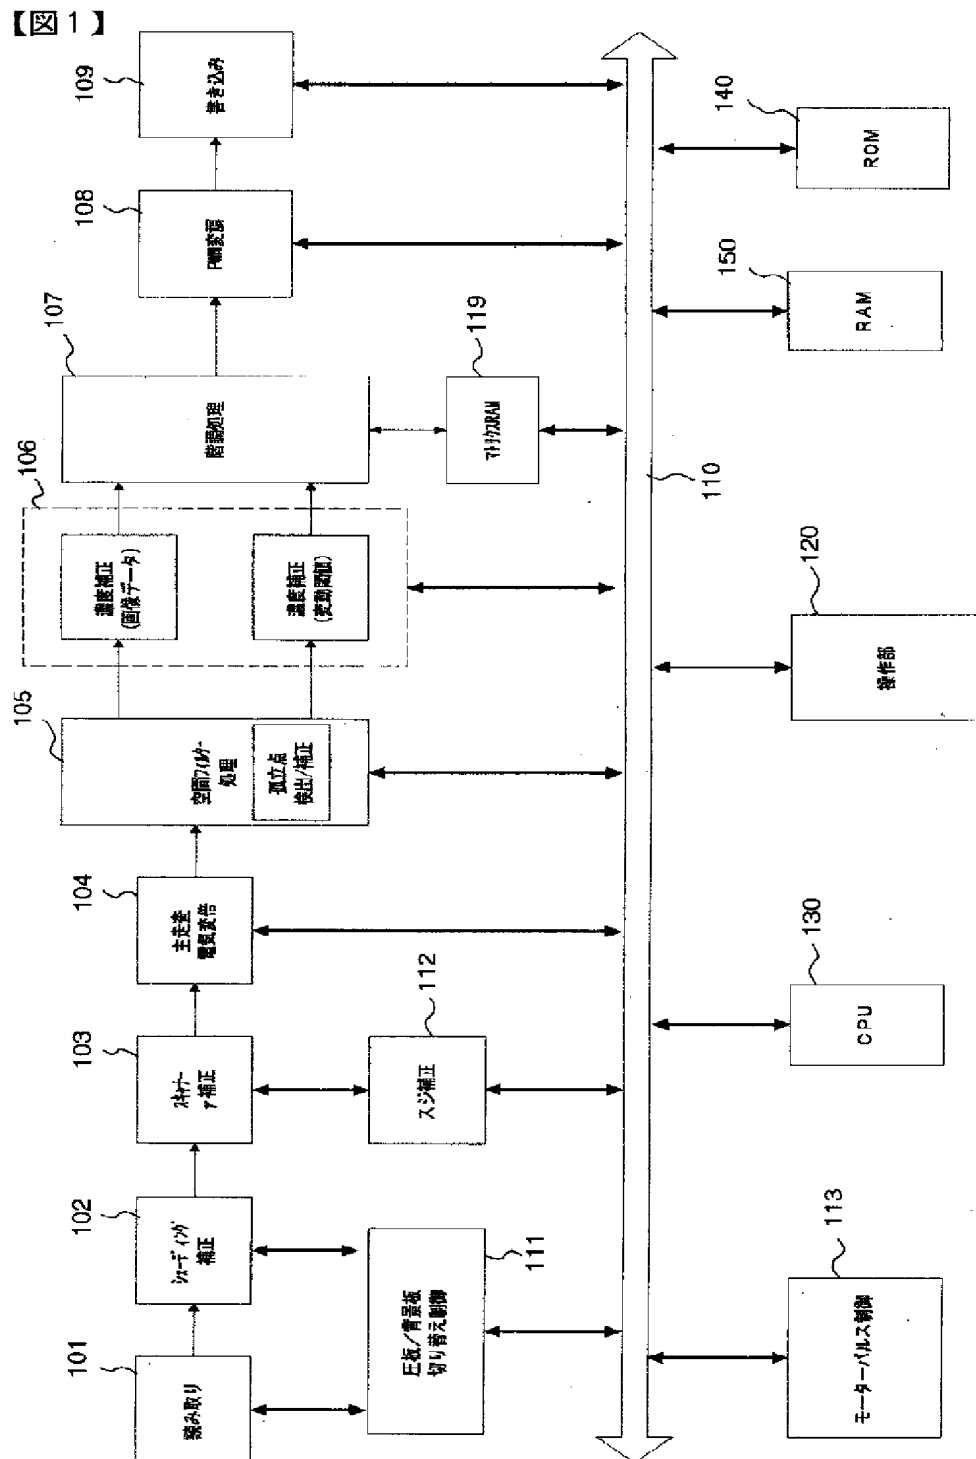 【図1】
101
読み取り
102
シェーディング
補正
103
スキャナー
γ補正
104
主走査
電気変倍
105
空間フィルター
処理
孤立点
検出/補正
106
濃度補正
(画像データ)
濃度補正
(変動閾値)
107
階調処理
108
PWM変調
109
書き込み
111
圧板/背景板
切り替え制御
112
スジ補正
119
マトリクスRAM
110
113
モーターパルス制御
130
CPU
120
操作部
150
RAM
140
ROM